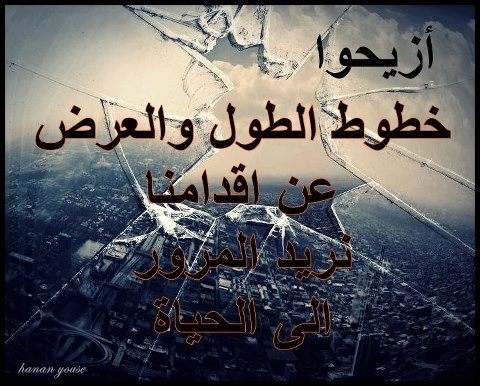 أزيحوا
خطوط الطول والعرض
عن اقدامنا
نريد المرور
الى الحياة
hanan youse